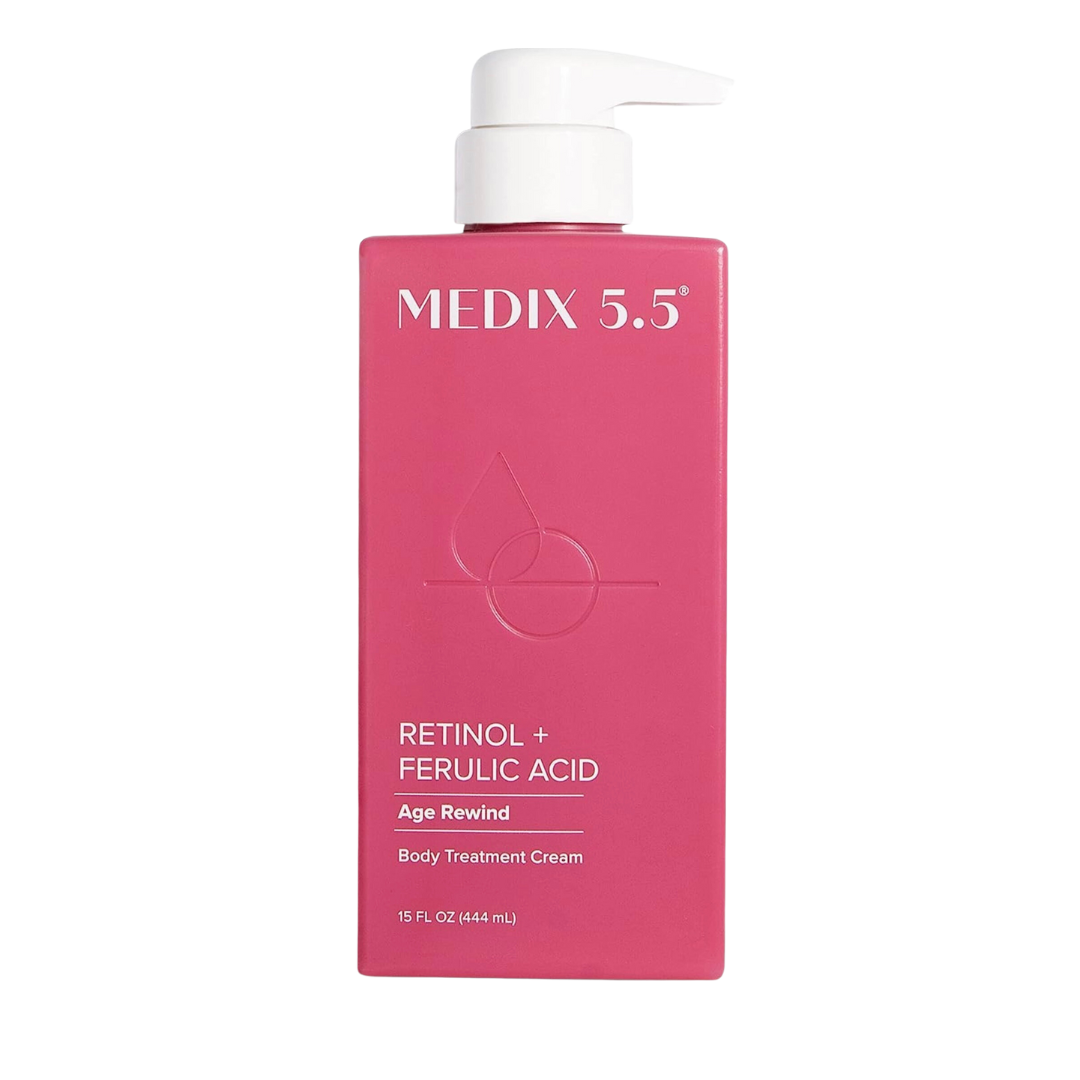 MEDIX 5.5®
RETINOL +
FERULIC ACID
Age Rewind
Body Treatment Cream
15 FL OZ (444 mL)